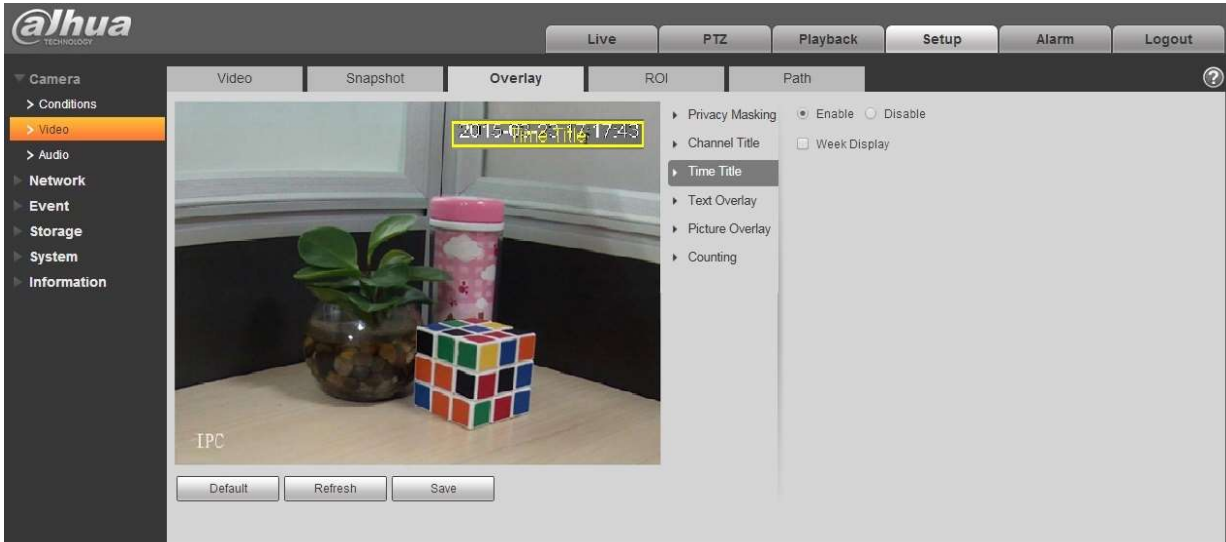 alhua
TECHNOLOGY
Live
PTZ
Playback
Setup
Alarm
Logout
Camera
> Conditions
> Video
> Audio
Network
Event
Storage
System
Information
Video
Snapshot
Overlay
ROI
Path
?
Time Title
IPC
Privacy Masking
Channel Title
Time Title
Text Overlay
Picture Overlay
Counting
Enable
Disable
Week Display
Default
Refresh
Save